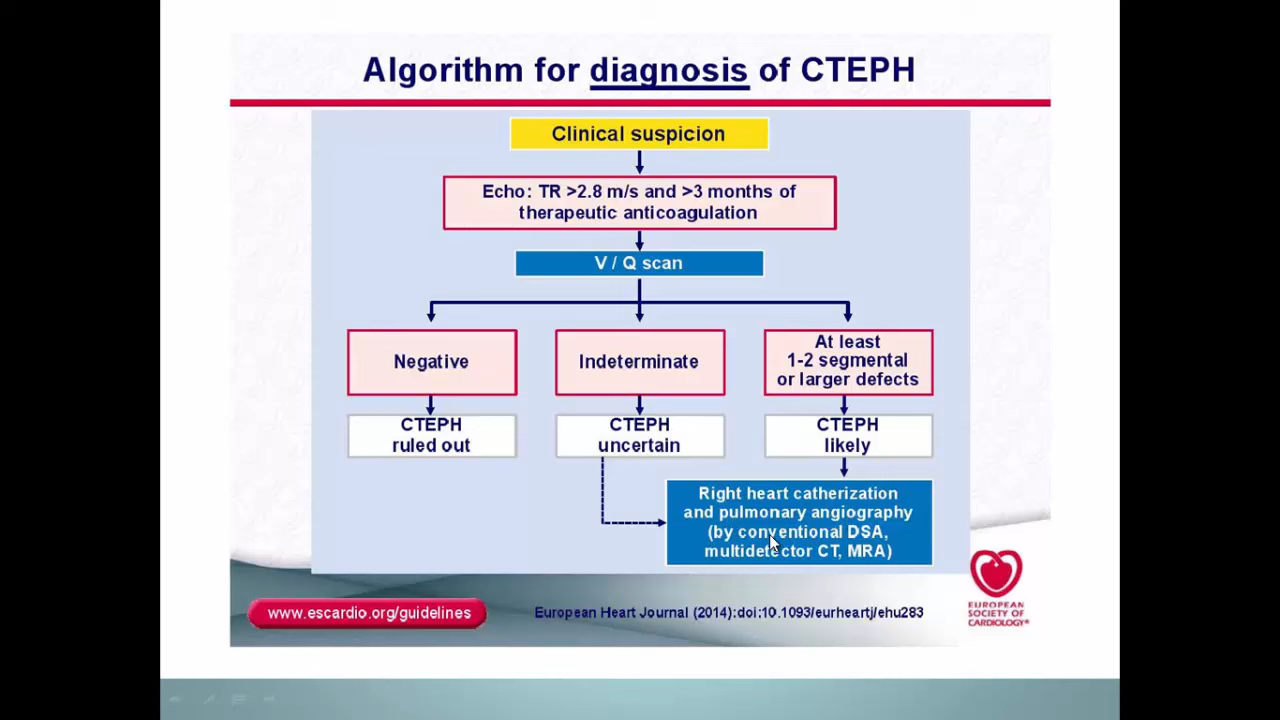 Algorithm for diagnosis of CTEPH
Clinical suspicion
Echo: TR >2.8 m/s and >3 months of
therapeutic anticoagulation
V / Q scan
Negative
Indeterminate
At least
1-2 segmental
or larger defects
CTEPH
ruled out
CTEPH
uncertain
CTEPH
likely
Right heart catherization
and pulmonary angiography
(by conventional DSA,
multidetector CT, MRA)
www.escardio.org/guidelines
European Heart Journal (2014):doi:10.1093/eurheartj/ehu283
EUROPEAN
SOCIETY OF
CARDIOLOGY®